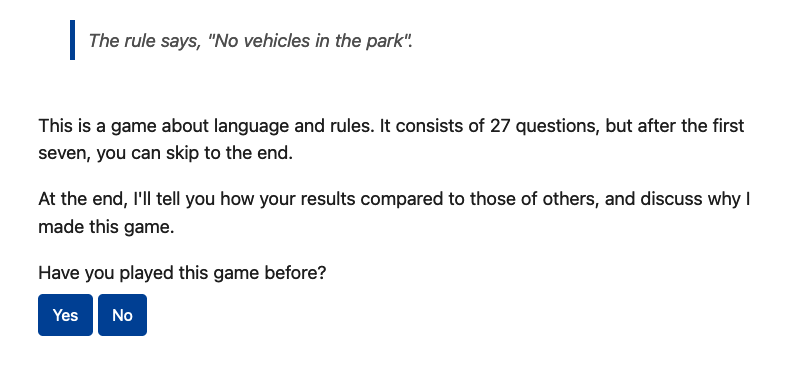 The rule says, "No vehicles in the park".
This is a game about language and rules. It consists of 27 questions, but after the first
seven, you can skip to the end.
At the end, I'll tell you how your results compared to those of others, and discuss why I
made this game.
Have you played this game before?
Yes No